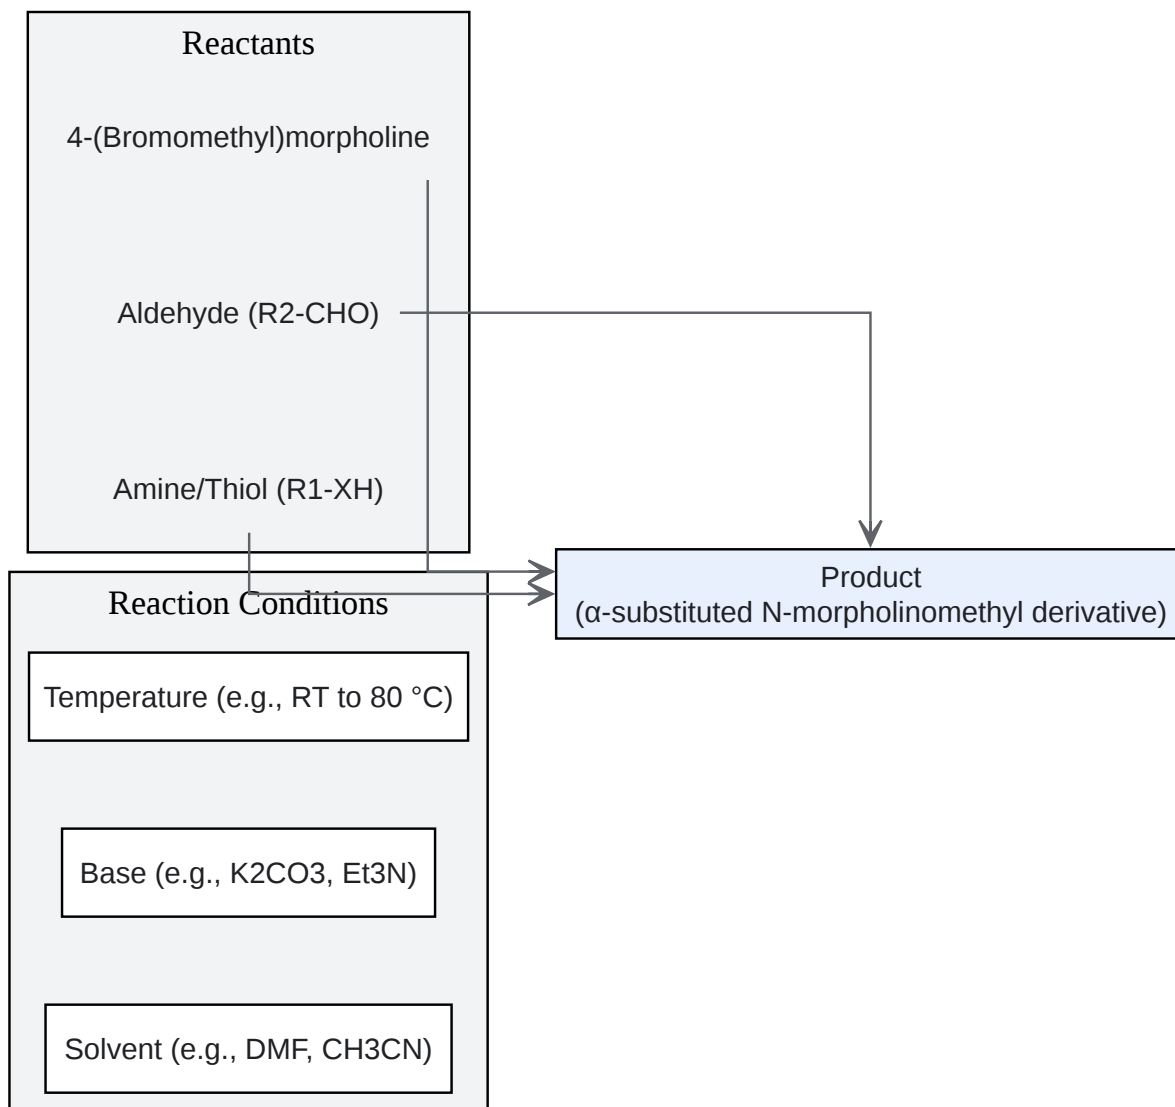 Reactants
4-(Bromomethyl)morpholine
Aldehyde (R2-CHO)
Amine/Thiol (R1-XH)
Product
(α-substituted N-morpholinomethyl derivative)
Reaction Conditions
Temperature (e.g., RT to 80 °C)
Base (e.g., K2CO3, Et3N)
Solvent (e.g., DMF, CH3CN)